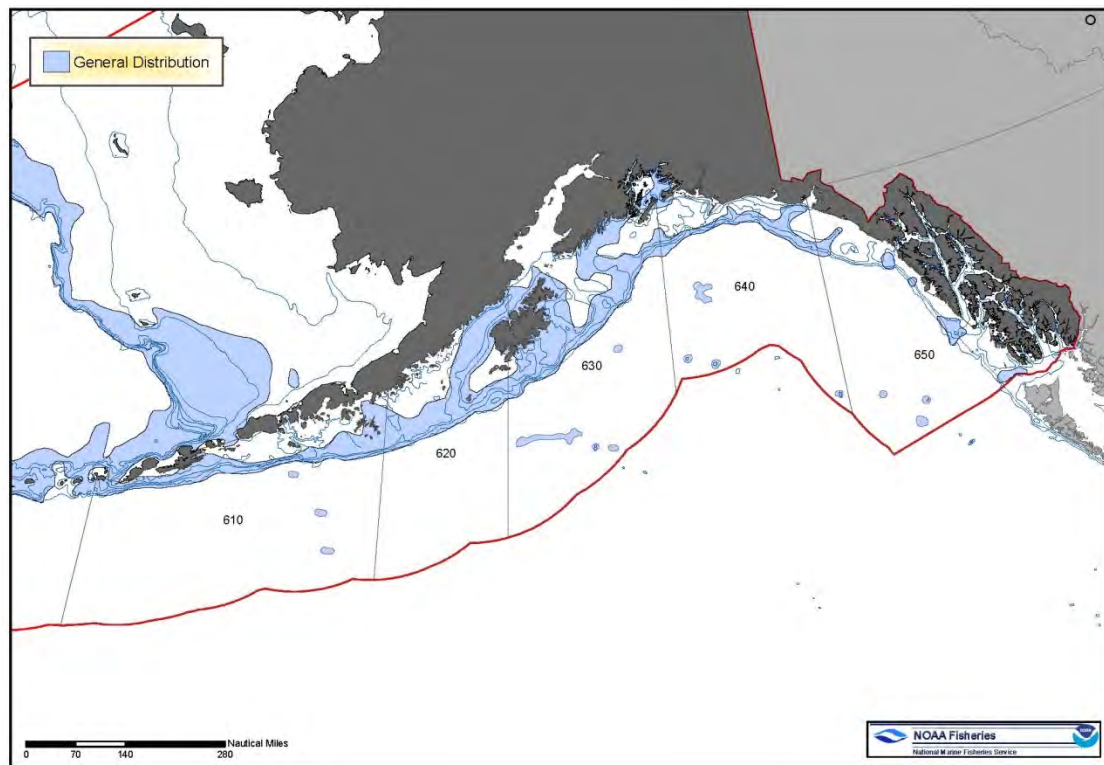 General Distribution
640
630
650
620
610
Nautical Miles
0 70 140 280
NOAA Fisheries
National Marine Fisheries Service